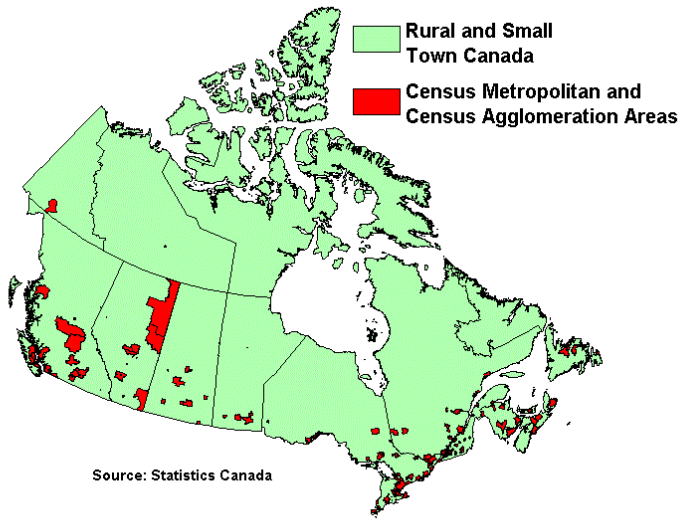 Rural and Small
Town Canada
Census Metropolitan and
Census Agglomeration Areas
Source: Statistics Canada